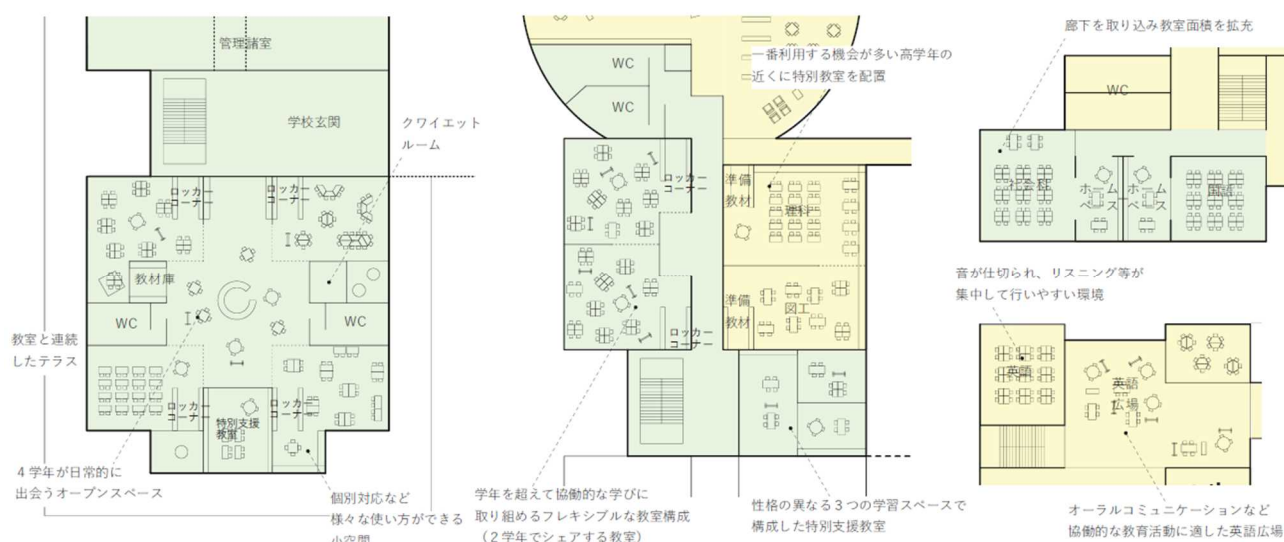 管理諸室
学校玄関
クワイエット
ルーム
ロッカー
コーナー
ロッカー
コーナー
教材庫
WC
WC
教室と連続
したテラス
ロッカー
コーナー
ロッカー
コーナー
特別支援
教室
4学年が日常的に
出会うオープンスペース
個別対応など
様々な使い方ができる
小空間
WC
WC
一番利用する機会が多い高学年の
近くに特別教室を配置
ロッカー
コーナー
準備
教材
理科
準備
教材
図工
ロッカー
コーナー
学年を超えて協働的な学びに
取り組めるフレキシブルな教室構成
(2学年でシェアする教室)
性格の異なる3つの学習スペースで
構成した特別支援教室
廊下を取り込み教室面積を拡充
WC
社会科
ホーム
ベース
ホーム
ベース
国語
音が仕切られ、リスニング等が
集中して行いやすい環境
英語
英語
広場
オーラルコミュニケーションなど
協働的な教育活動に適した英語広場